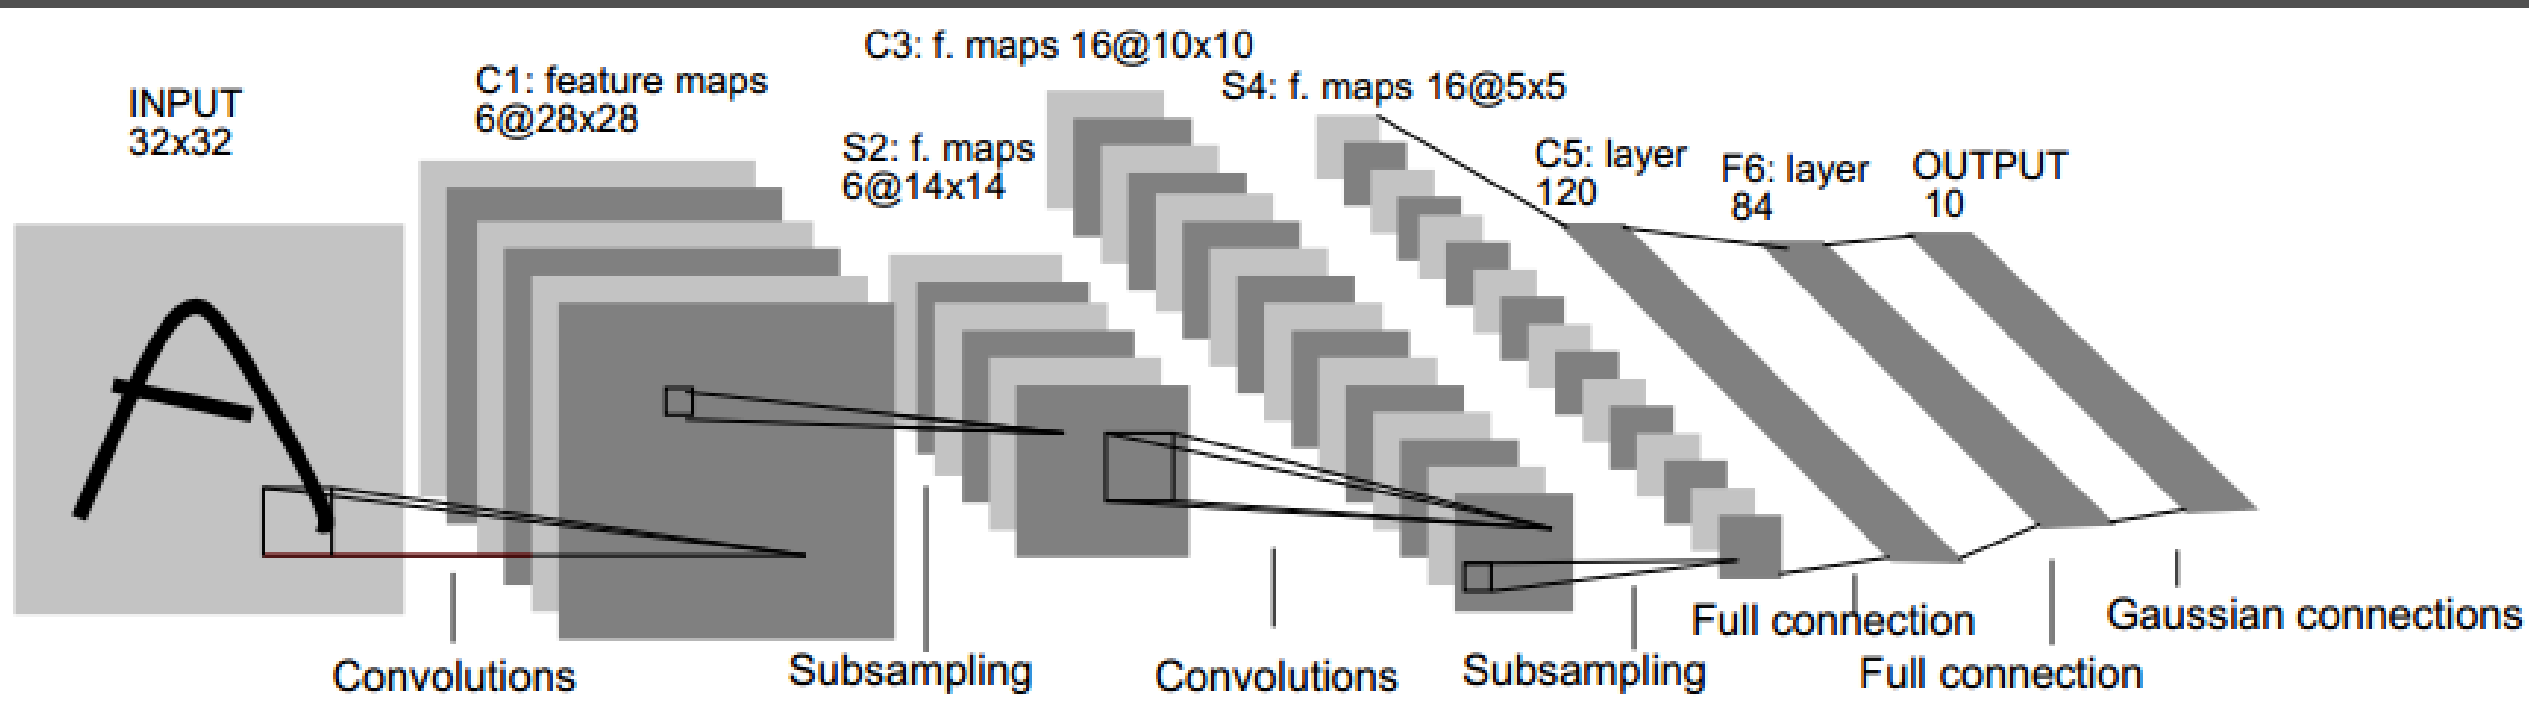 INPUT
32x32
C1: feature maps
6@28x28
S2: f. maps
6@14x14
C3: f. maps 16@10x10
S4: f. maps 16@5x5
C5: layer
120
F6: layer
84
OUTPUT
10
Convolutions
Subsampling
Convolutions
Subsampling
Full connection
Full connection
Gaussian connections
A